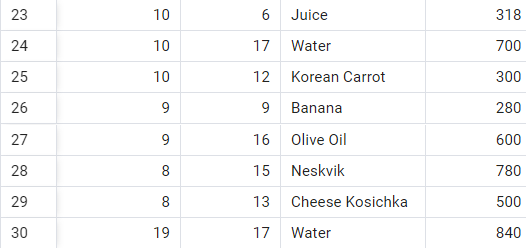 23 10 6 Juice 318
24 10 17 Water 700
25 10 12 Korean Carrot 300
26 9 9 Banana 280
27 9 16 Olive Oil 600
28 8 15 Neskvik 780
29 8 13 Cheese Kosichka 500
30 19 17 Water 840